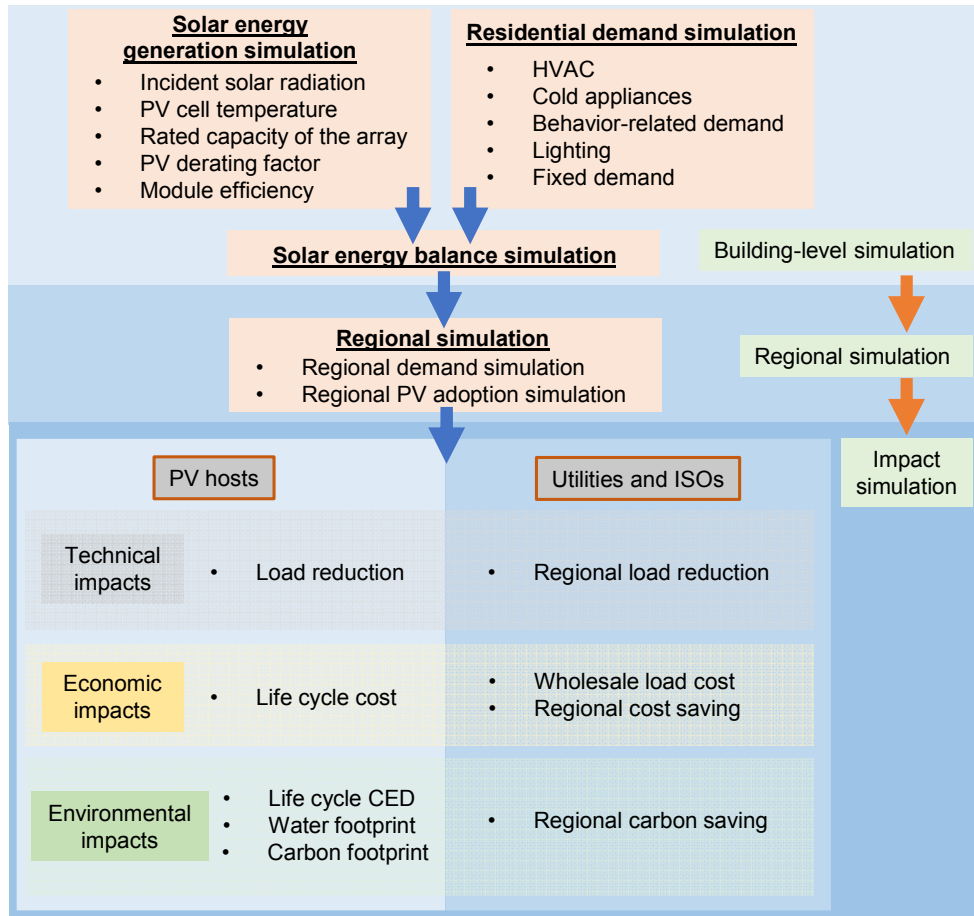 Solar energy
generation simulation
• Incident solar radiation
• PV cell temperature
• Rated capacity of the array
• PV derating factor
• Module efficiency
Residential demand simulation
• HVAC
• Cold appliances
• Behavior-related demand
• Lighting
• Fixed demand
Solar energy balance simulation
Building-level simulation
Regional simulation
• Regional demand simulation
• Regional PV adoption simulation
Regional simulation
Impact
simulation
PV hosts
Utilities and ISOs
Technical
impacts
• Load reduction
• Regional load reduction
Economic
impacts
• Life cycle cost
• Wholesale load cost
• Regional cost saving
Environmental
impacts
• Life cycle CED
• Water footprint
• Carbon footprint
• Regional carbon saving